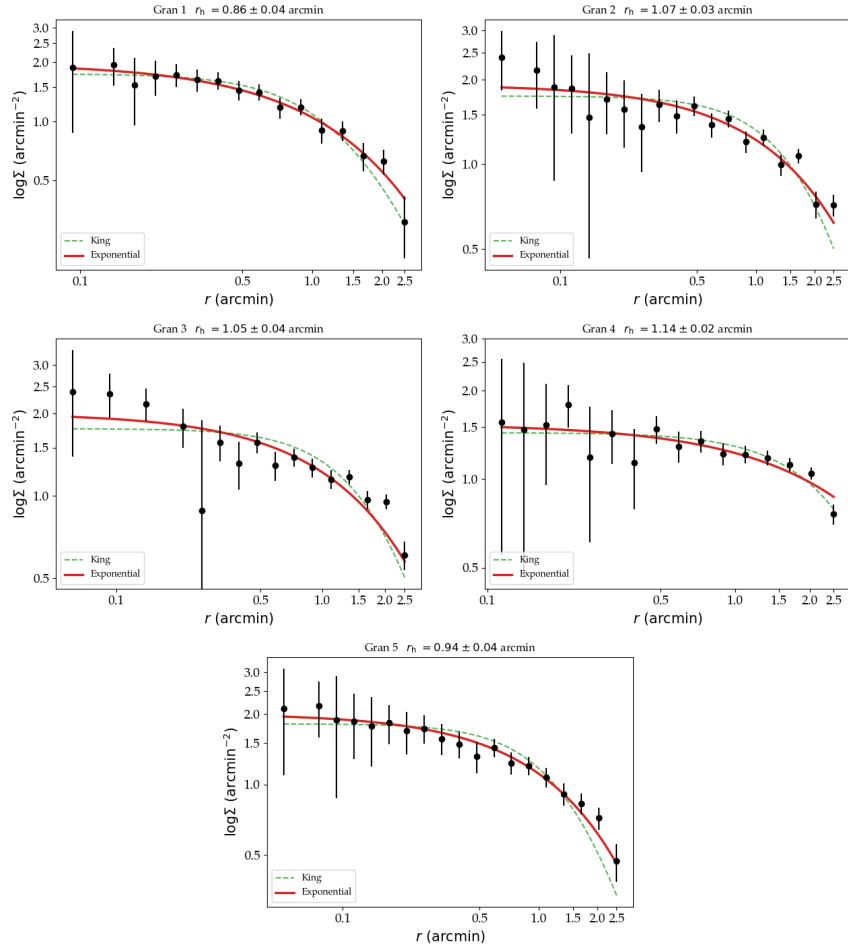 Gran 1 r_h = 0.86 ± 0.04 arcmin
3.0
2.5
2.0
1.5
1.0
0.5
logΣ (arcmin⁻²)
King
Exponential
0.1 0.5 1.0 1.5 2.0 2.5
r (arcmin)
Gran 2 r_h = 1.07 ± 0.03 arcmin
3.0
2.5
2.0
1.5
1.0
0.5
logΣ (arcmin⁻²)
King
Exponential
0.1 0.5 1.0 1.5 2.0 2.5
r (arcmin)
Gran 3 r_h = 1.05 ± 0.04 arcmin
3.0
2.5
2.0
1.5
1.0
0.5
logΣ (arcmin⁻²)
King
Exponential
0.1 0.5 1.0 1.5 2.0 2.5
r (arcmin)
Gran 4 r_h = 1.14 ± 0.02 arcmin
3.0
2.5
2.0
1.5
1.0
0.5
logΣ (arcmin⁻²)
King
Exponential
0.1 0.5 1.0 1.5 2.0 2.5
r (arcmin)
Gran 5 r_h = 0.94 ± 0.04 arcmin
3.0
2.5
2.0
1.5
1.0
0.5
logΣ (arcmin⁻²)
King
Exponential
0.1 0.5 1.0 1.5 2.0 2.5
r (arcmin)